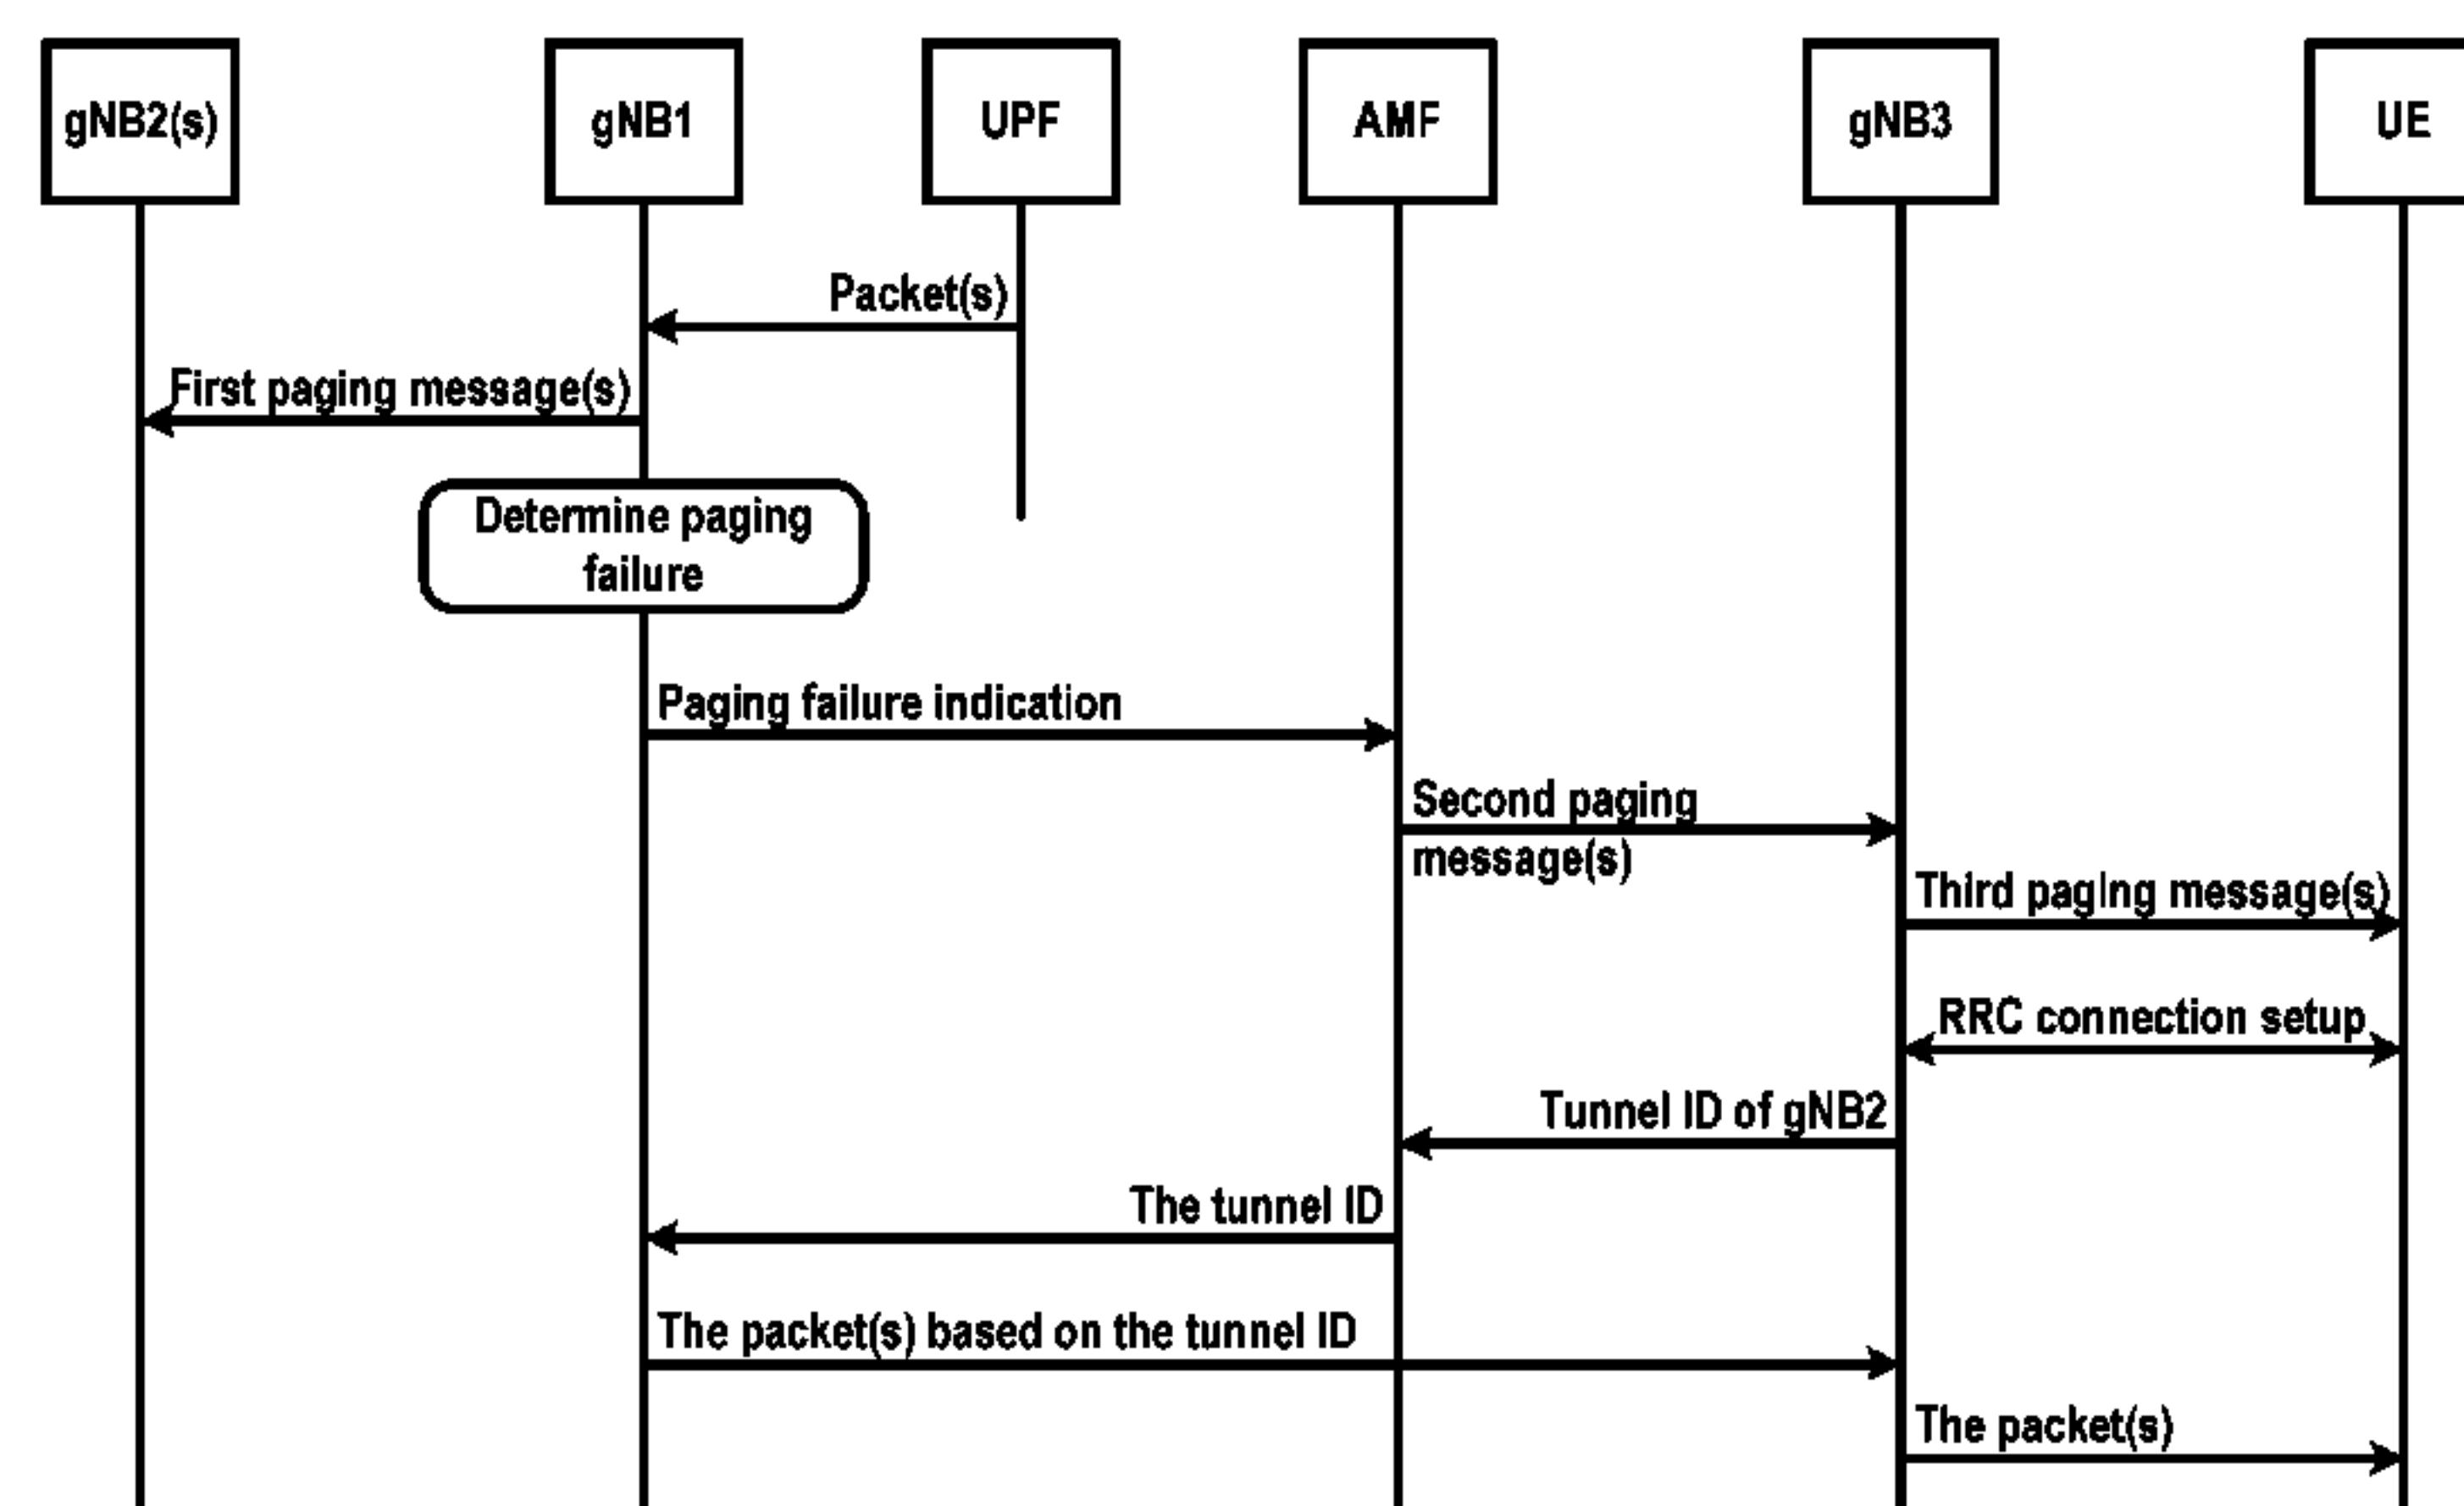 gNB2(s)
gNB1
UPF
AMF
gNB3
UE
Packet(s)
First paging message(s)
Determine paging
failure
Paging failure indication
Second paging
message(s)
Third paging message(s)
RRC connection setup
Tunnel ID of gNB2
The tunnel ID
The packet(s) based on the tunnel ID
The packet(s)